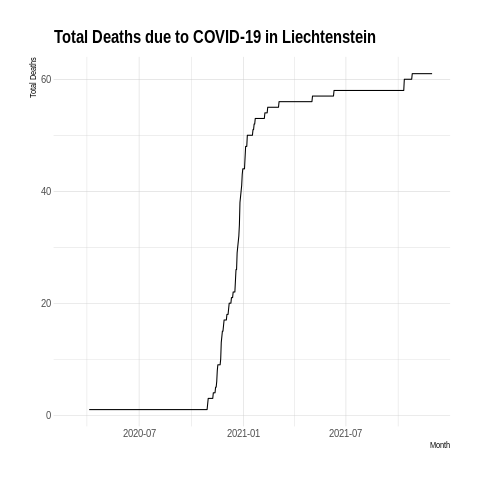 Total Deaths due to COVID-19 in Liechtenstein
Total Deaths
60
40
20
0
2020-07 2021-01 2021-07
Month